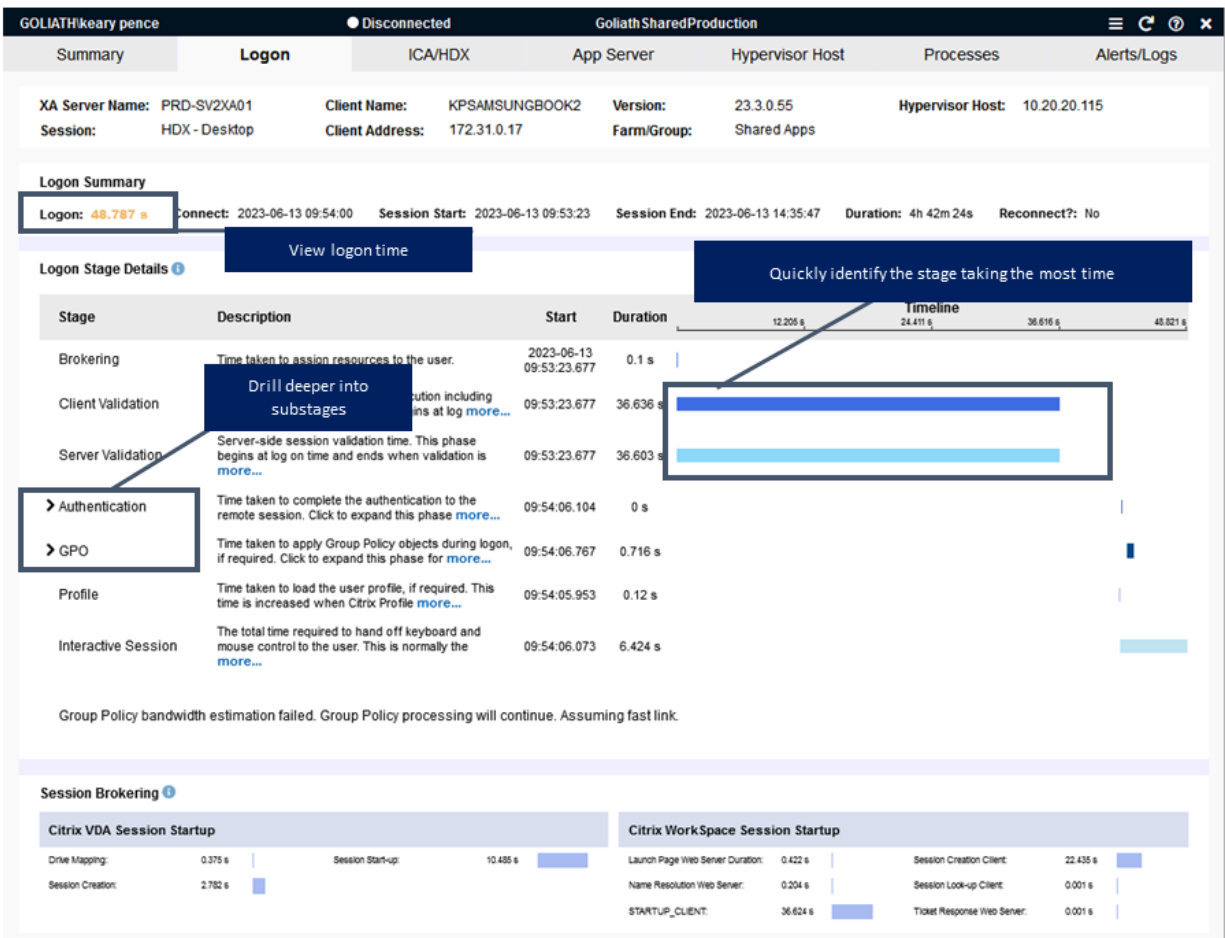 GOLIATH\keary pence Disconnected GoliathSharedProduction
Summary Logon ICA/HDX App Server Hypervisor Host Processes Alerts/Logs
XA Server Name: PRD-SV2XA01 Client Name: KPSAMSUNGBOOK2 Version: 23.3.0.55 Hypervisor Host: 10.20.20.115
Session: HDX - Desktop Client Address: 172.31.0.17 Farm/Group: Shared Apps
Logon Summary
Logon: 48.787 s Connect: 2023-06-13 09:54:00 Session Start: 2023-06-13 09:53:23 Session End: 2023-06-13 14:35:47 Duration: 4h 42m 24s Reconnect?: No
View logon time
Logon Stage Details
Quickly identify the stage taking the most time
Stage Description Start Duration Timeline
12.205 s 24.411 s 36.616 s 48.821 s
Brokering Time taken to assign resources to the user. 2023-06-13 09:53:23.677 0.1 s
Drill deeper into
substages
Client Validation cution including
ins at log more... 09:53:23.677 36.636 s
Server Validation Server-side session validation time. This phase
begins at log on time and ends when validation is 09:53:23.677 36.603 s
more...
Authentication Time taken to complete the authentication to the
remote session. Click to expand this phase more... 09:54:06.104 0 s
GPO Time taken to apply Group Policy objects during logon,
if required. Click to expand this phase for more... 09:54:06.767 0.716 s
Profile Time taken to load the user profile, if required. This
time is increased when Citrix Profile more... 09:54:05.953 0.12 s
Interactive Session The total time required to hand off keyboard and
mouse control to the user. This is normally the 09:54:06.073 6.424 s
more...
Group Policy bandwidth estimation failed. Group Policy processing will continue. Assuming fast link.
Session Brokering
Citrix VDA Session Startup Citrix WorkSpace Session Startup
Drive Mapping: 0.375 s Session Start-up: 10.485 s Launch Page Web Server Duration: 0.422 s Session Creation Client: 22.435 s
Session Creation: 2.782 s Name Resolution Web Server: 0.204 s Session Look-up Client: 0.001 s
STARTUP_CLIENT: 36.624 s Ticket Response Web Server: 0.001 s